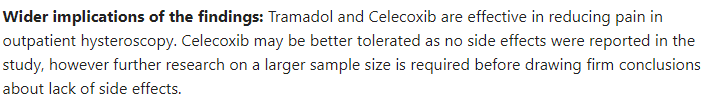 Wider implications of the findings: Tramadol and Celecoxib are effective in reducing pain in
outpatient hysteroscopy. Celecoxib may be better tolerated as no side effects were reported in the
study, however further research on a larger sample size is required before drawing firm conclusions
about lack of side effects.